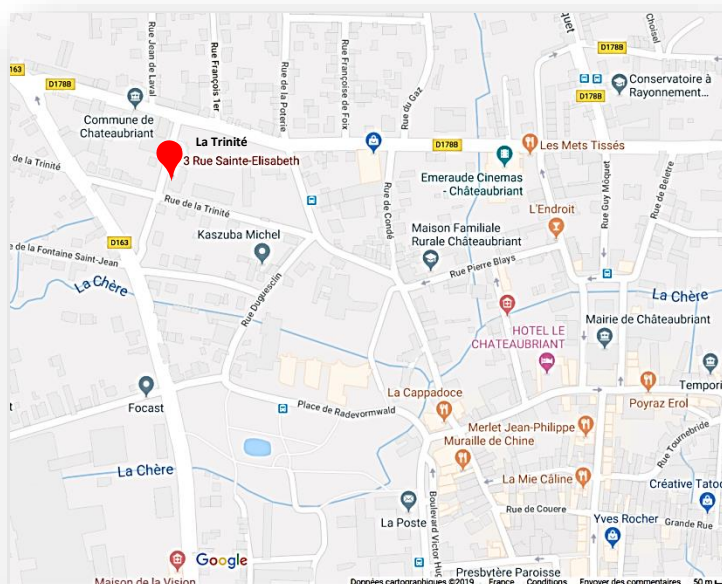 Choisel
Rue Jean de Laval
Rue François 1er
Rue de la Poterie
Rue Françoise de Foix
Rue du Gaz
D178B
163
D178B
Conservatoire à
Rayonnement...
Commune de
Chateaubriant
La Trinité
3 Rue Sainte-Elisabeth
D178B
Les Mets Tissés
Emeraude Cinemas
- Châteaubriant
de la Trinité
Rue de la Trinité
Rue de Condé
L'Endroit
Rue Guy Môquet
Rue de Beletre
Kaszuba Michel
Maison Familiale
Rurale Châteaubriant
D163
e de la Fontaine Saint-Jean
Rue Pierre Blays
La Chère
La Chère
Rue Duguesclin
HOTEL LE
CHATEAUBRIANT
Mairie de Châteaubriant
Focast
Place de Radevormwald
La Cappadoce
Tempori
Poyraz Erol
Merlet Jean-Philippe
Muraille de Chine
Rue Tournebride
La Chère
La Mie Câline
Créative Tatoo
La Poste
Boulevard Victor Hugo
Rue de Couere
Grande Rue
Yves Rocher
Google
Maison de la Vision
Presbytère Paroisse
Données cartographiques ©2019 France Conditions Envoyer des commentaires 50 m